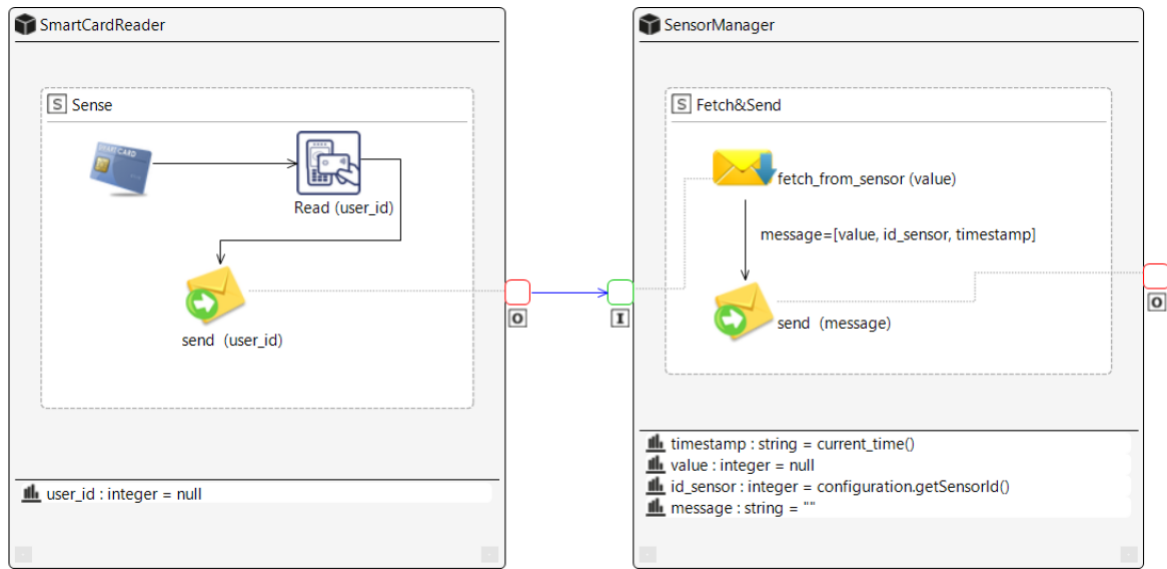 SmartCardReader
S Sense
SMARTCARD
Read (user_id)
send (user_id)
O
user_id : integer = null
SensorManager
S Fetch&Send
fetch_from_sensor (value)
message=[value, id_sensor, timestamp]
send (message)
I
O
timestamp : string = current_time()
value : integer = null
id_sensor : integer = configuration.getSensorId()
message : string = ""